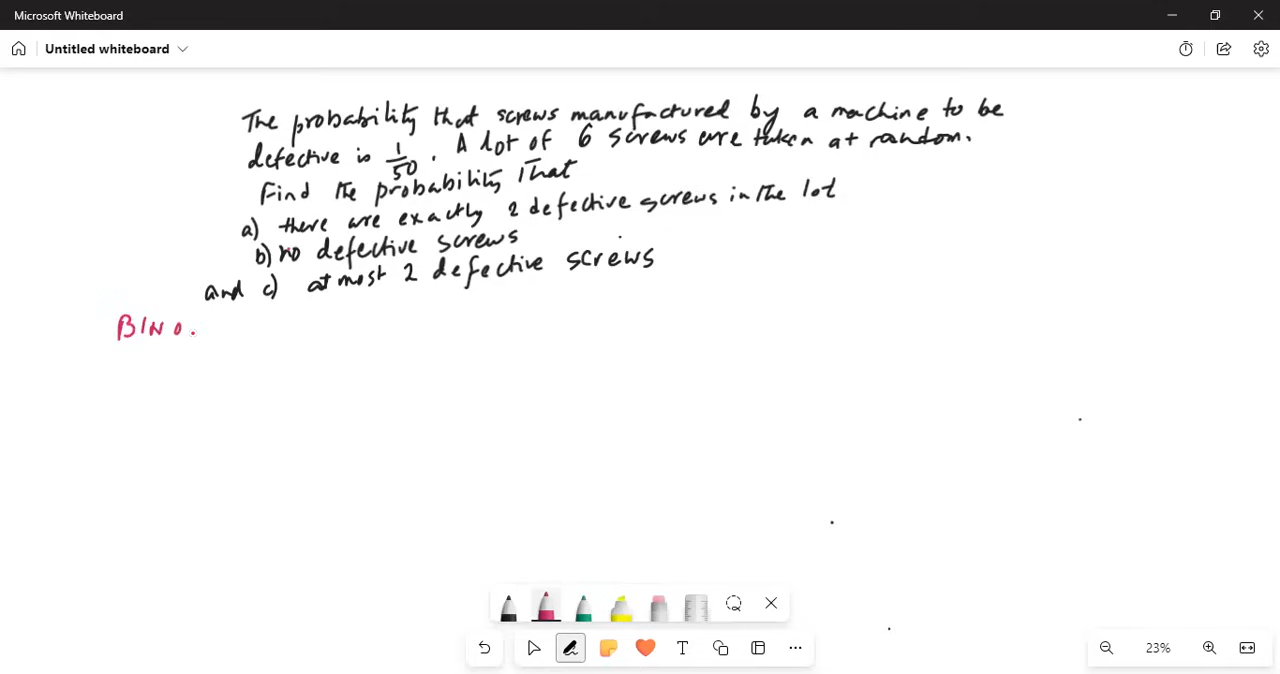 Microsoft Whiteboard
Untitled whiteboard
The probability that screws manufactured by a machine to be
defective is 1/50. A lot of 6 screws are taken at random.
Find the probability that
a) there are exactly 2 defective screws in the lot
b) no defective screws
and c) at most 2 defective screws
BINO.
23%